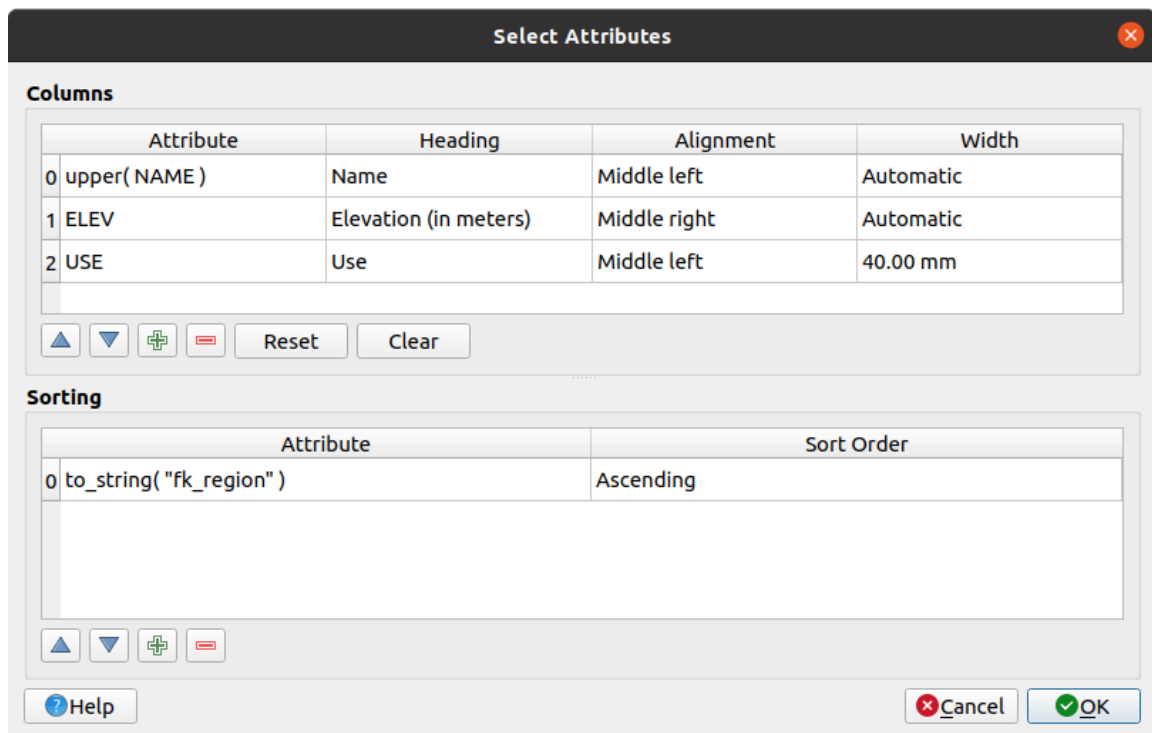 Select Attributes
Columns
Attribute Heading Alignment Width
0 upper( NAME ) Name Middle left Automatic
1 ELEV Elevation (in meters) Middle right Automatic
2 USE Use Middle left 40.00 mm
Reset Clear
Sorting
Attribute Sort Order
0 to_string( "fk_region" ) Ascending
Help Cancel OK